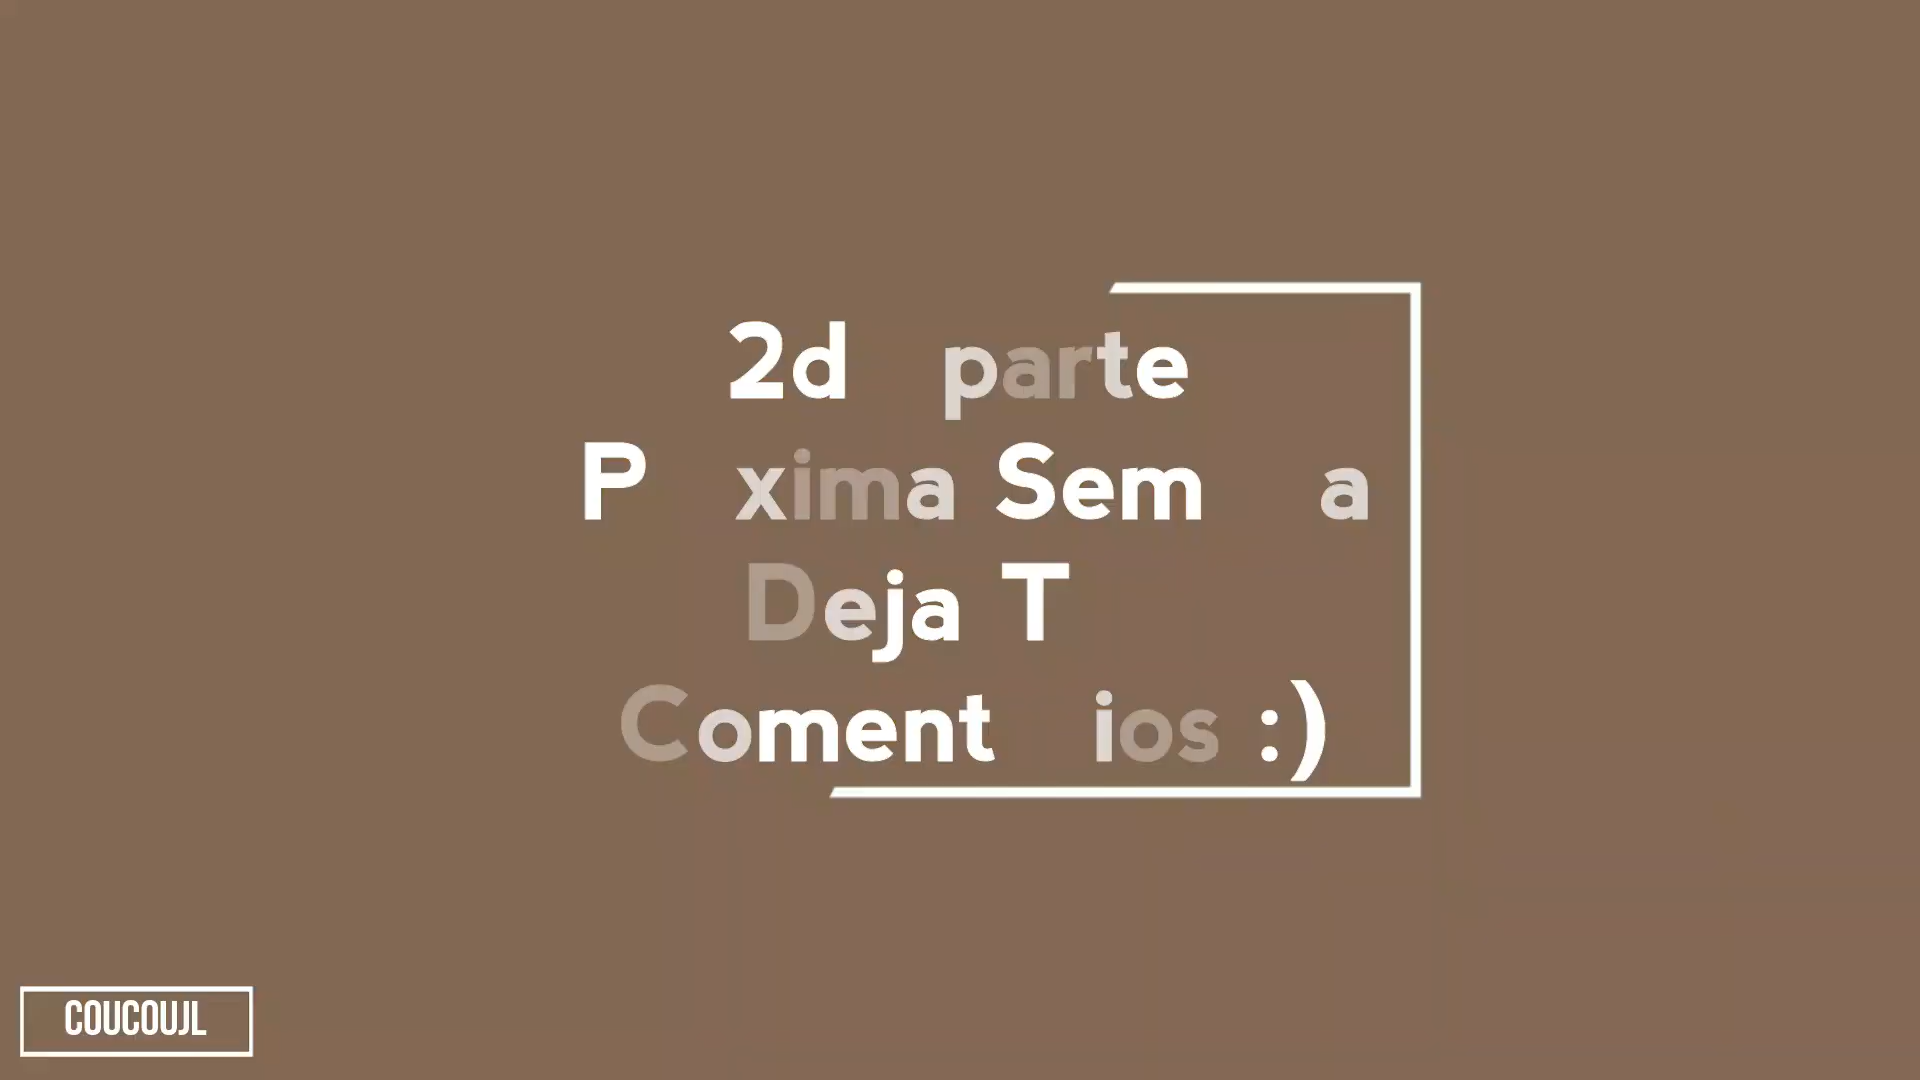 2d parte
P xima Sem a
Deja T
Coment ios :)
COUCOUJL